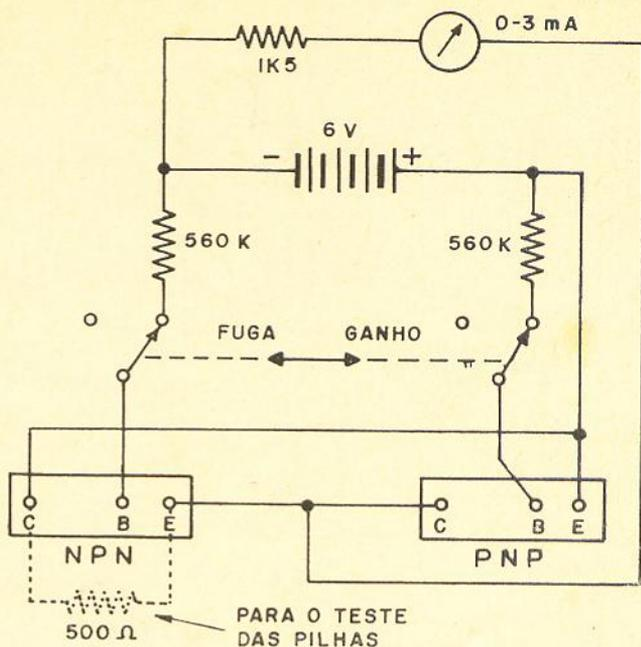 0-3 mA
1K5
6 V
- +
560 K
560 K
FUGA GANHO
C B E
C B E
NPN
PNP
500 Ω
PARA O TESTE
DAS PILHAS